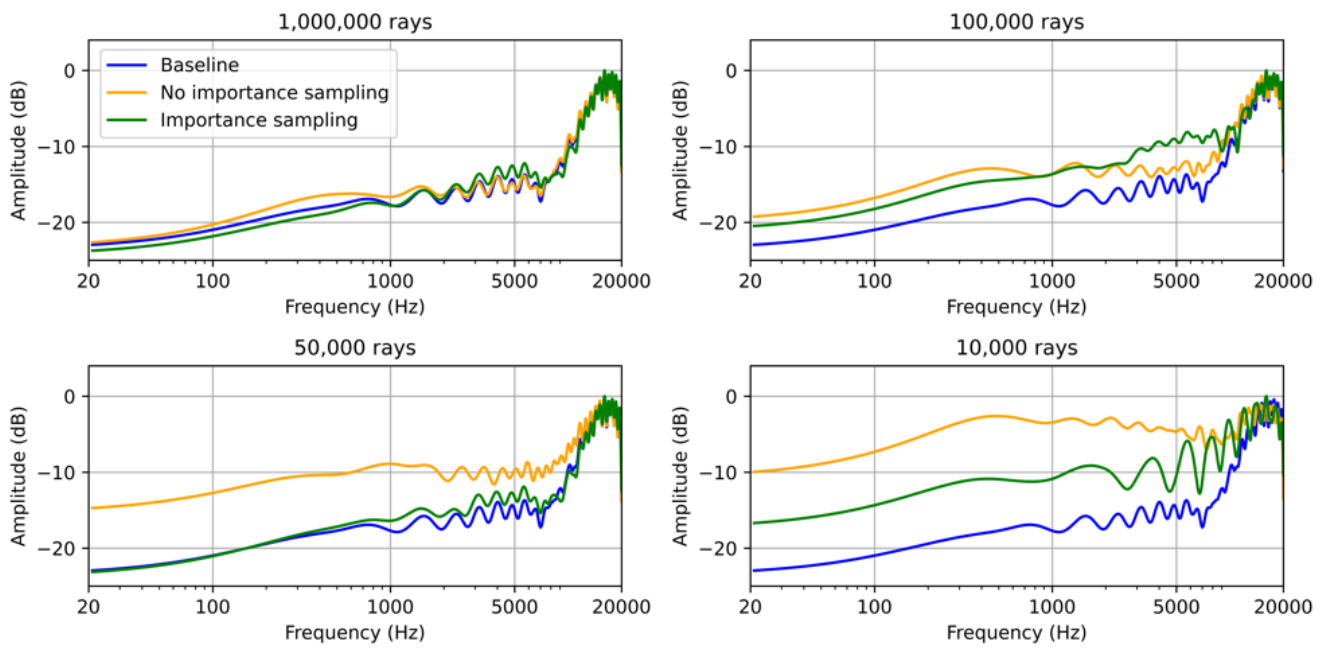 1,000,000 rays
Amplitude (dB)
0
−10
−20
Baseline
No importance sampling
Importance sampling
20 100 1000 5000 20000
Frequency (Hz)
100,000 rays
Amplitude (dB)
0
−10
−20
20 100 1000 5000 20000
Frequency (Hz)
50,000 rays
Amplitude (dB)
0
−10
−20
20 100 1000 5000 20000
Frequency (Hz)
10,000 rays
Amplitude (dB)
0
−10
−20
20 100 1000 5000 20000
Frequency (Hz)